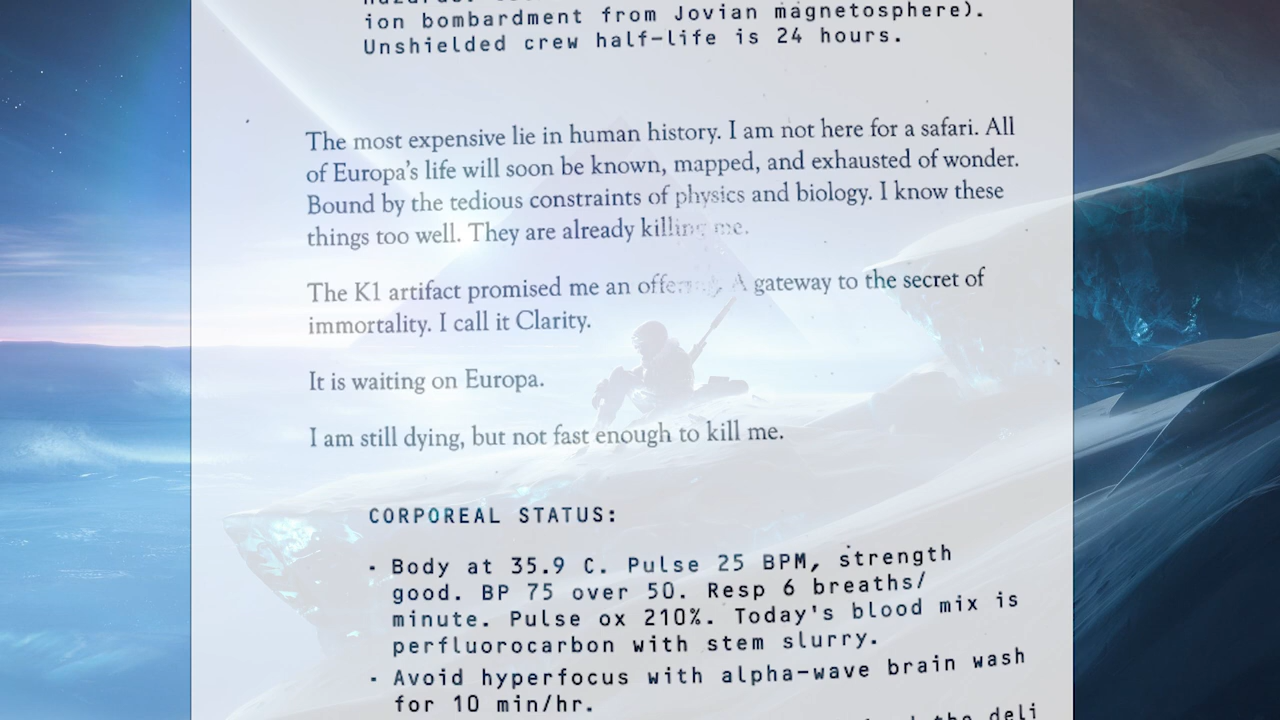 ion bombardment from Jovian magnetosphere).
Unshielded crew half-life is 24 hours.
The most expensive lie in human history. I am not here for a safari. All
of Europa's life will soon be known, mapped, and exhausted of wonder.
Bound by the tedious constraints of physics and biology. I know these
things too well. They are already killing me.
The K1 artifact promised me an offering. A gateway to the secret of
immortality. I call it Clarity.
It is waiting on Europa.
I am still dying, but not fast enough to kill me.
CORPOREAL STATUS:
• Body at 35.9 C. Pulse 25 BPM, strength
good. BP 75 over 50. Resp 6 breaths/
minute. Pulse ox 210%. Today's blood mix is
perfluorocarbon with stem slurry.
• Avoid hyperfocus with alpha-wave brain wash
for 10 min/hr.
the deli